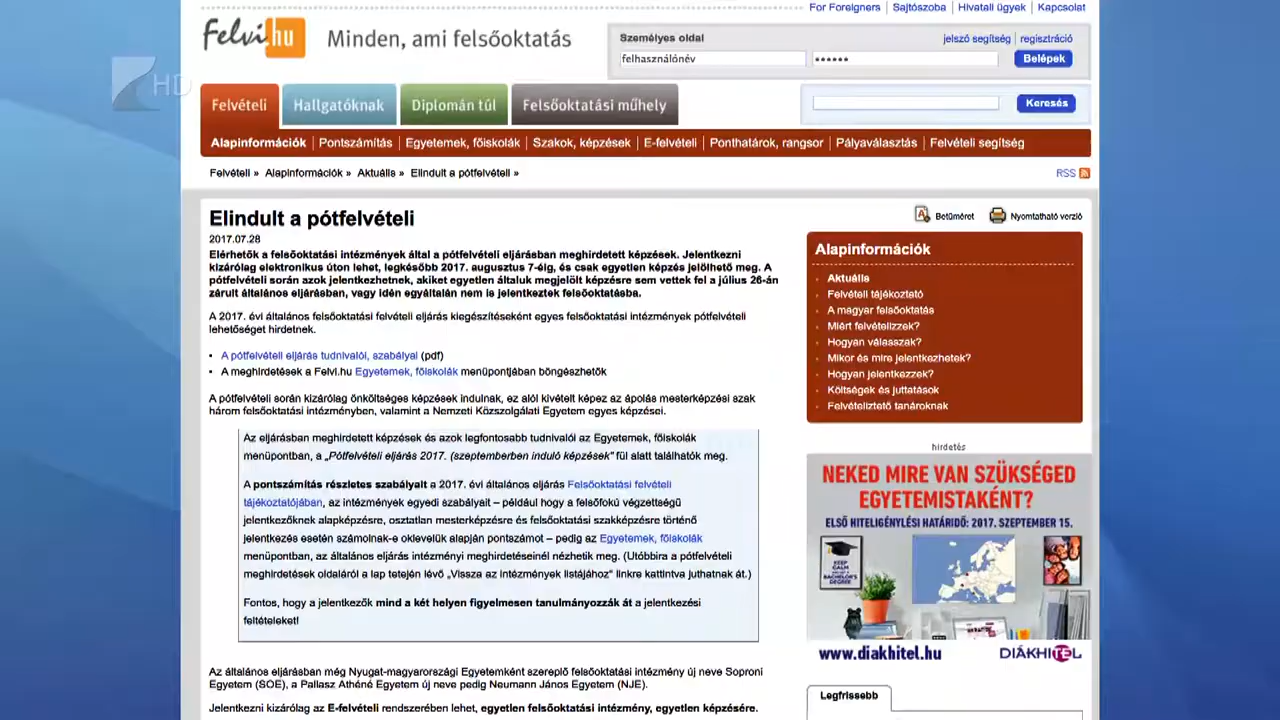 For Foreigners | Sajtószoba | Hivatali ügyek | Kapcsolat
Felvi.hu
Minden, ami felsőoktatás
Személyes oldal
jelszó segítség | regisztráció
felhasználónév
••••••
Belépek
HD
Felvételi
Hallgatóknak
Diplomán túl
Felsőoktatási műhely
Keresés
Alapinformációk | Pontszámítás | Egyetemek, főiskolák | Szakok, képzések | E-felvételi | Ponthatárok, rangsor | Pályaválasztás | Felvételi segítség
Felvételi » Alapinformációk » Aktuális » Elindult a pótfelvételi »
RSS
Elindult a pótfelvételi
Betűméret
Nyomtatható verzió
2017.07.28
Elérhetők a felsőoktatási intézmények által a pótfelvételi eljárásban meghirdetett képzések. Jelentkezni
kizárólag elektronikus úton lehet, legkésőbb 2017. augusztus 7-éig, és csak egyetlen képzés jelölhető meg. A
pótfelvételi során azok jelentkezhetnek, akiket egyetlen általuk megjelölt képzésre sem vettek fel a július 26-án
zárult általános eljárásban, vagy idén egyáltalán nem is jelentkeztek felsőoktatásba.
A 2017. évi általános felsőoktatási felvételi eljárás kiegészítéseként egyes felsőoktatási intézmények pótfelvételi
lehetőséget hirdetnek.
• A pótfelvételi eljárás tudnivalói, szabályai (pdf)
• A meghirdetések a Felvi.hu Egyetemek, főiskolák menüpontjában böngészhetők
A pótfelvételi során kizárólag önköltséges képzések indulnak, ez alól kivételt képez az ápolás mesterképzési szak
három felsőoktatási intézményben, valamint a Nemzeti Közszolgálati Egyetem egyes képzései.
Az eljárásban meghirdetett képzések és azok legfontosabb tudnivalói az Egyetemek, főiskolák
menüpontban, a „Pótfelvételi eljárás 2017. (szeptemberben induló képzések” fül alatt találhatók meg.
A pontszámítás részletes szabályait a 2017. évi általános eljárás Felsőoktatási felvételi
tájékoztatójában, az intézmények egyedi szabályait – például hogy a felsőfokú végzettségű
jelentkezőknek alapképzésre, osztatlan mesterképzésre és felsőoktatási szakképzésre történő
jelentkezés esetén számolnak-e oklevelük alapján pontszámot – pedig az Egyetemek, főiskolák
menüpontban, az általános eljárás intézményi meghirdetéseinél nézhetik meg. (Utóbbira a pótfelvételi
meghirdetések oldaláról a lap tetején lévő „Vissza az intézmények listájához” linkre kattintva juthatnak át.)
Fontos, hogy a jelentkezők mind a két helyen figyelmesen tanulmányozzák át a jelentkezési
feltételeket!
Az általános eljárásban még Nyugat-magyarországi Egyetemként szereplő felsőoktatási intézmény új neve Soproni
Egyetem (SOE), a Pallasz Athéné Egyetem új neve pedig Neumann János Egyetem (NJE).
Jelentkezni kizárólag az E-felvételi rendszerében lehet, egyetlen felsőoktatási intézmény, egyetlen képzésére.
Alapinformációk
Aktuális
Felvételi tájékoztató
A magyar felsőoktatás
Miért felvételizzek?
Hogyan válasszak?
Mikor és mire jelentkezhetek?
Hogyan jelentkezzek?
Költségek és juttatások
Felvételiztető tanároknak
hirdetés
NEKED MIRE VAN SZÜKSÉGED
EGYETEMISTAKÉNT?
ELSŐ HITELIGÉNYLÉSI HATÁRIDŐ: 2017. SZEPTEMBER 15.
KEEP
CALM
BACHELOR'S
DEGREE
www.diakhitel.hu
DIÁKHITEL
Legfrissebb